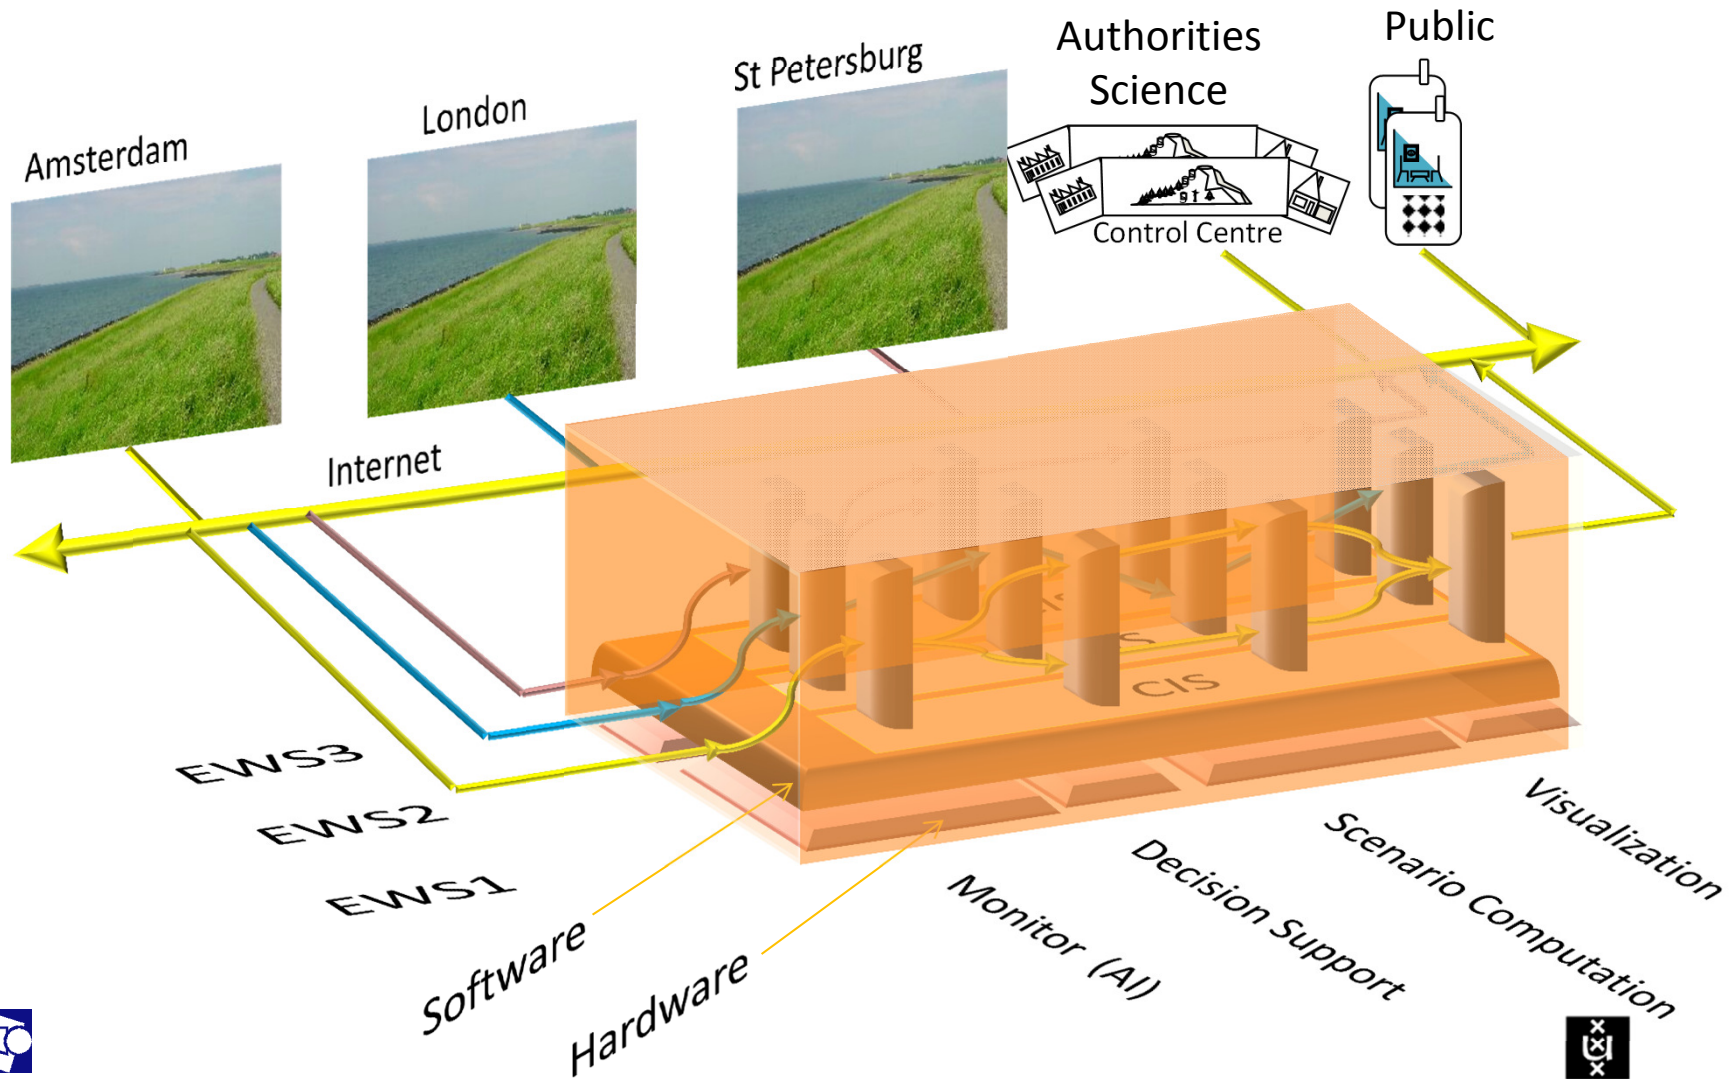 Public
Authorities
Science
St Petersburg
London
Amsterdam
Control Centre
Internet
CIS
EWS3
EWS2
EWS1
Software
Hardware
Monitor (AI)
Decision Support
Scenario Computation
Visualization